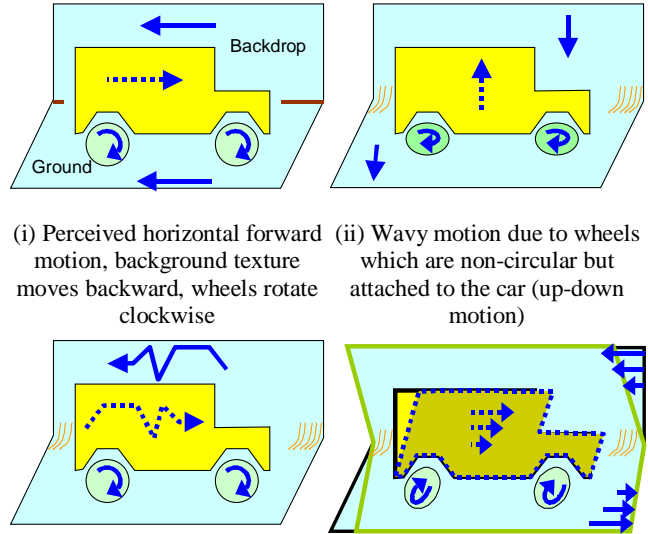 Backdrop
Ground
(i) Perceived horizontal forward
motion, background texture
moves backward, wheels rotate
clockwise
(ii) Wavy motion due to wheels
which are non-circular but
attached to the car (up-down
motion)